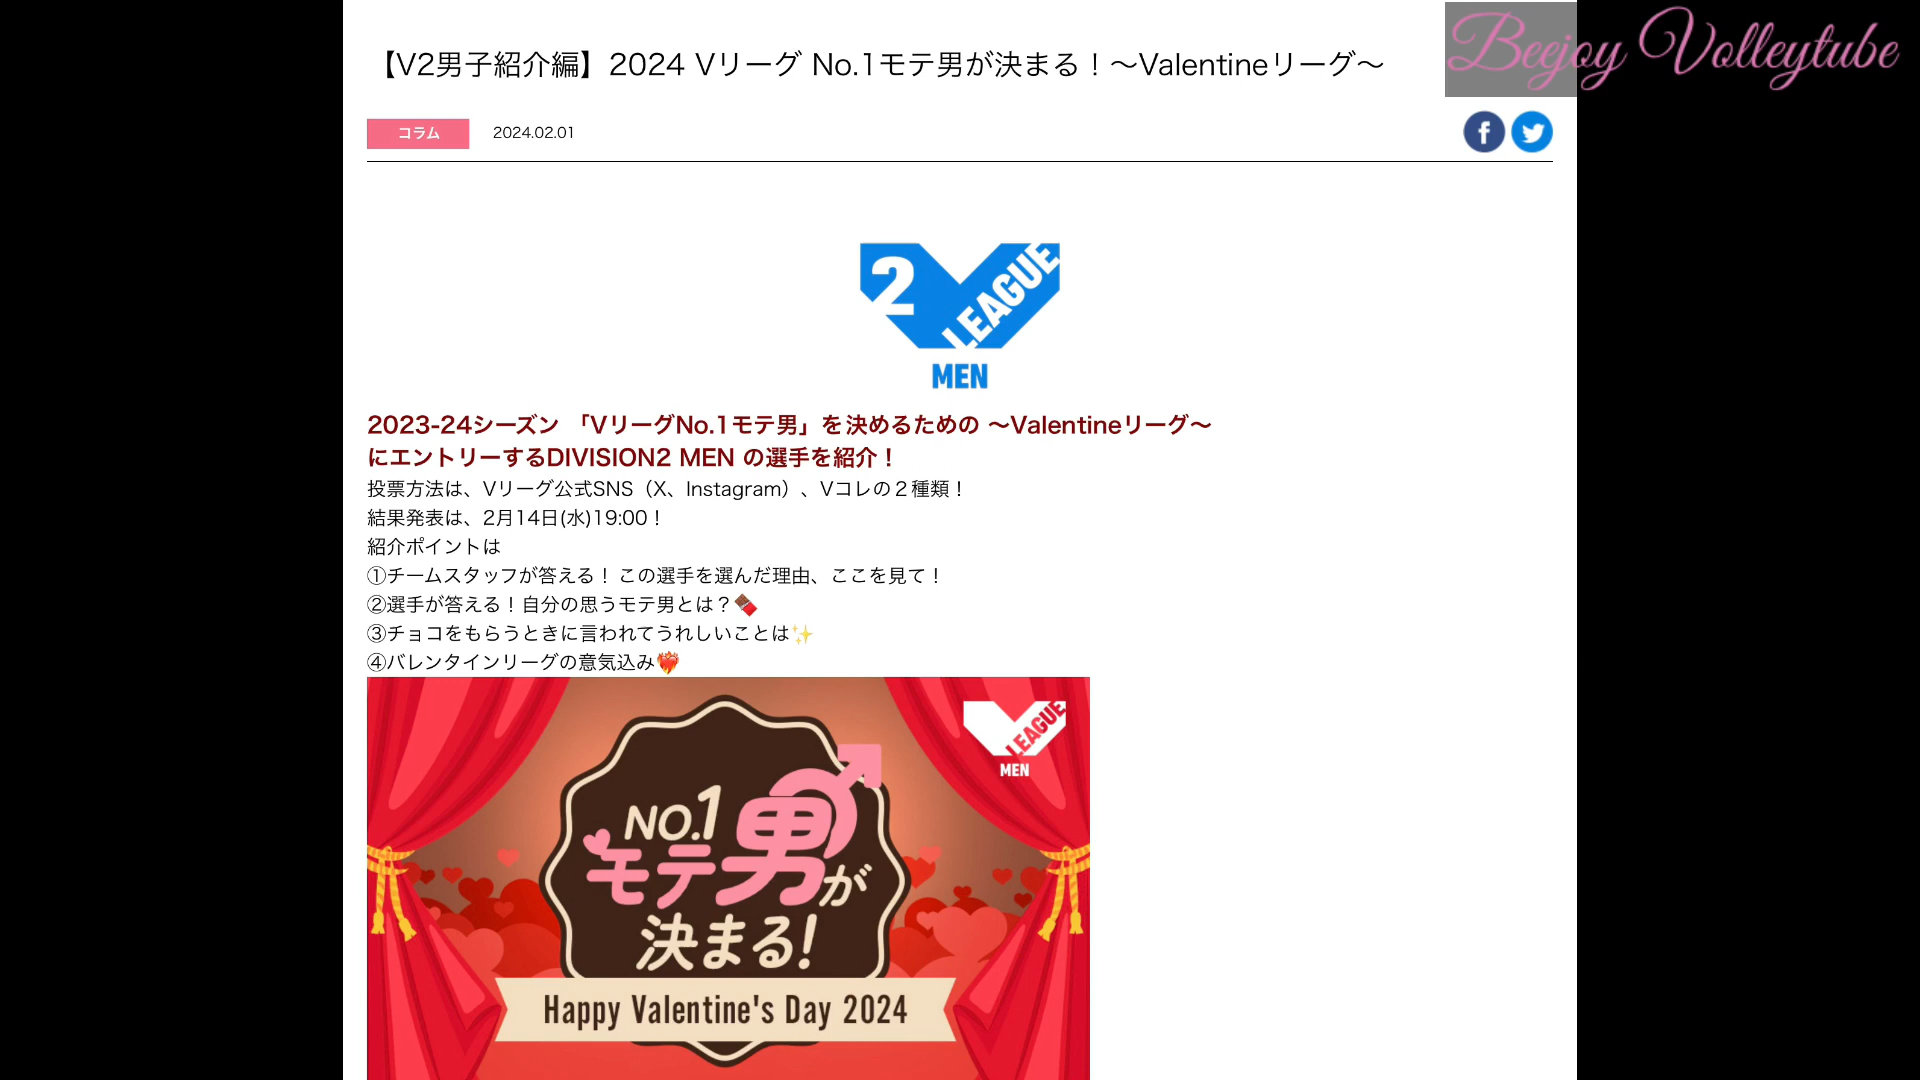 【V2男子紹介編】2024 Vリーグ No.1モテ男が決まる！～Valentineリーグ～
Beejoy Volleytube
コラム 2024.02.01
2 LEAGUE
MEN
2023-24シーズン 「VリーグNo.1モテ男」を決めるための ～Valentineリーグ～
にエントリーするDIVISION2 MEN の選手を紹介！
投票方法は、Vリーグ公式SNS（X、Instagram）、Vコレの２種類！
結果発表は、2月14日(水)19:00！
紹介ポイントは
①チームスタッフが答える！ この選手を選んだ理由、ここを見て！
②選手が答える！自分の思うモテ男とは？🍫
③チョコをもらうときに言われてうれしいことは✨
④バレンタインリーグの意気込み❤️‍🔥
LEAGUE
MEN
NO.1
モテ男が
決まる!
Happy Valentine's Day 2024